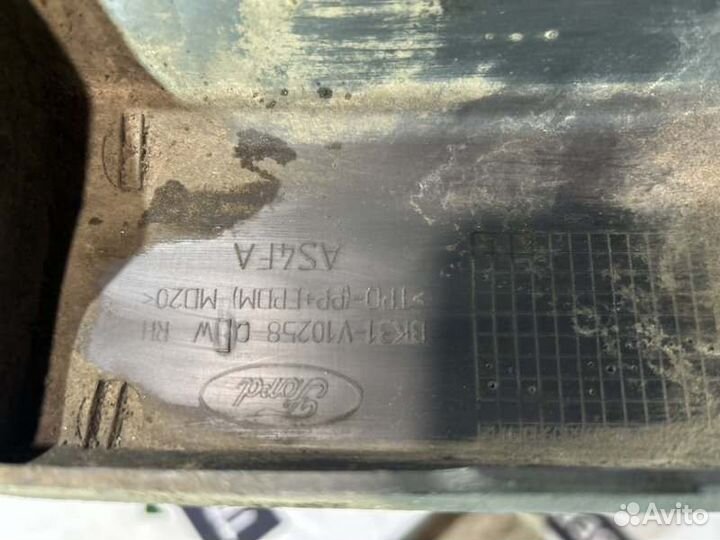 Ford
BK31-V10258 W RH
>TPO-(PP+EPDM) MD20<
AS4FA
Avito